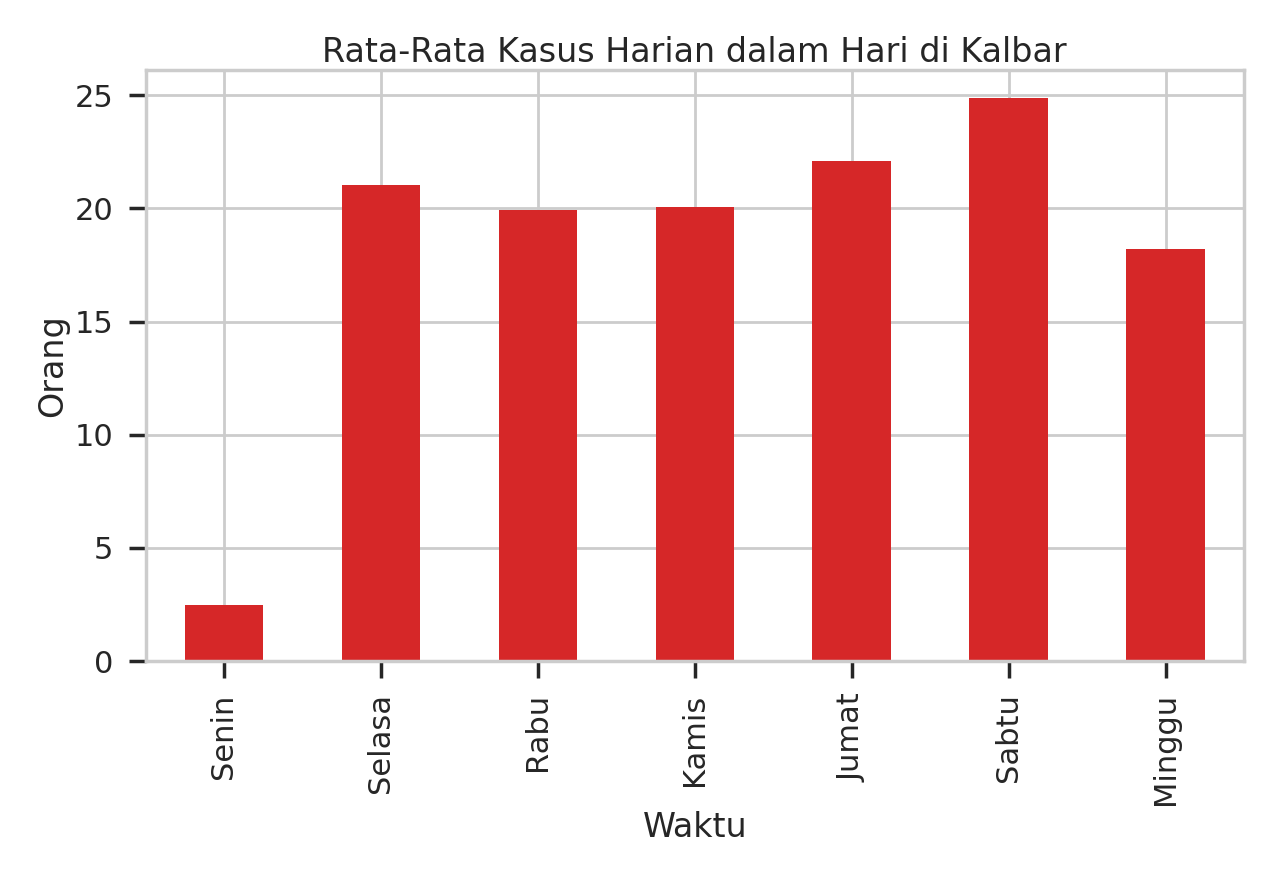 Rata-Rata Kasus Harian dalam Hari di Kalbar
25
20
15
10
5
0
Orang
Senin
Selasa
Rabu
Kamis
Jumat
Sabtu
Minggu
Waktu